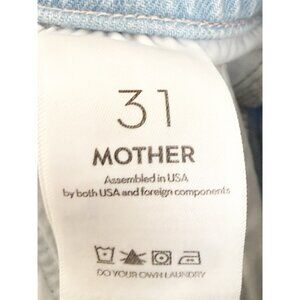 31
MOTHER
Assembled in USA
by both USA and foreign components
DO YOUR OWN LAUNDRY